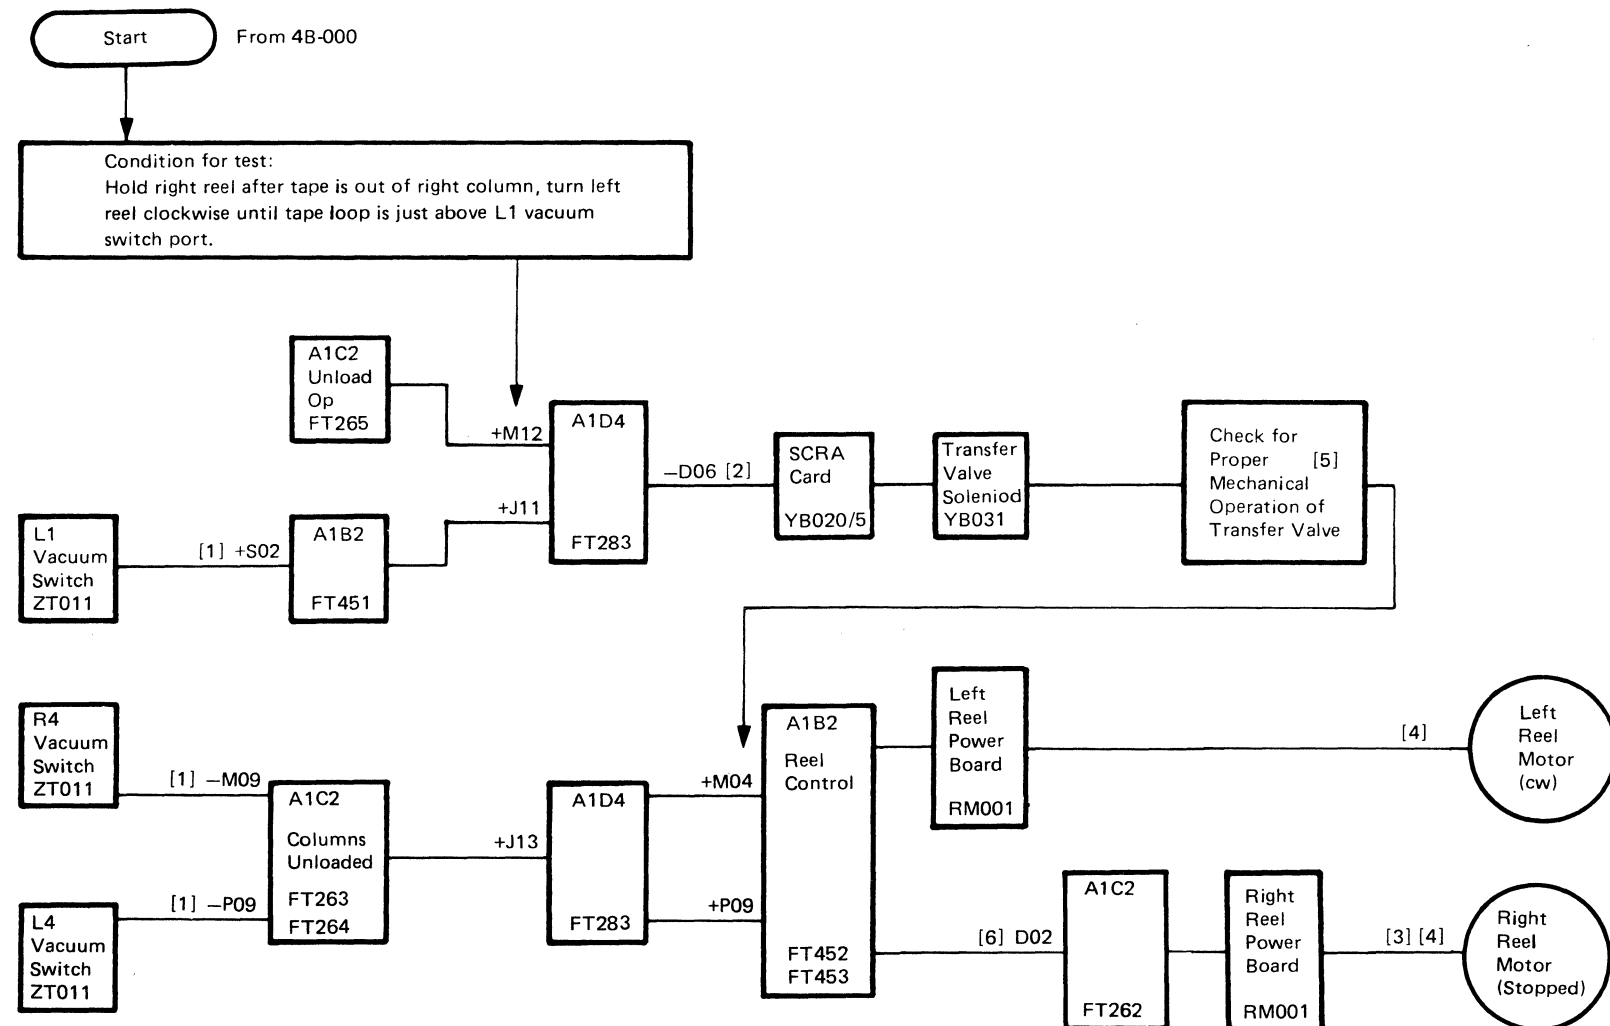 Start
From 4B-000
Condition for test:
Hold right reel after tape is out of right column, turn left
reel clockwise until tape loop is just above L1 vacuum
switch port.
A1C2
Unload
Op
FT265
+M12
A1D4
FT283
+J11
L1
Vacuum
Switch
ZT011
[1] +S02
A1B2
FT451
—D06 [2]
SCRA
Card
YB020/5
Transfer
Valve
Soleniod
YB031
Check for
Proper [5]
Mechanical
Operation of
Transfer Valve
R4
Vacuum
Switch
ZT011
[1] —M09
L4
Vacuum
Switch
ZT011
[1] —P09
A1C2
Columns
Unloaded
FT263
FT264
+J13
A1D4
FT283
+M04
+P09
A1B2
Reel
Control
FT452
FT453
Left
Reel
Power
Board
RM001
[4]
Left
Reel
Motor
(cw)
[6] D02
A1C2
FT262
Right
Reel
Power
Board
RM001
[3] [4]
Right
Reel
Motor
(Stopped)